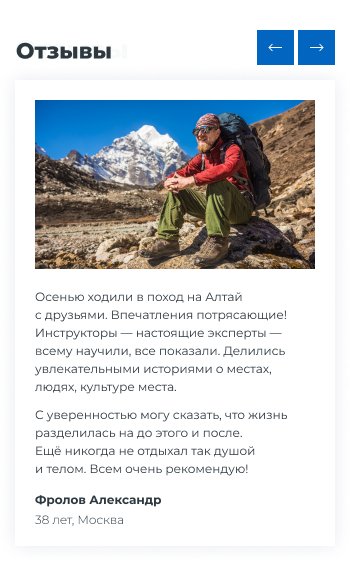 Отзывы
Осенью ходили в поход на Алтай
с друзьями. Впечатления потрясающие!
Инструкторы — настоящие эксперты —
всему научили, все показали. Делились
увлекательными историями о местах,
людях, культуре места.
С уверенностью могу сказать, что жизнь
разделилась на до этого и после.
Ещё никогда не отдыхал так душой
и телом. Всем очень рекомендую!
Фролов Александр
38 лет, Москва